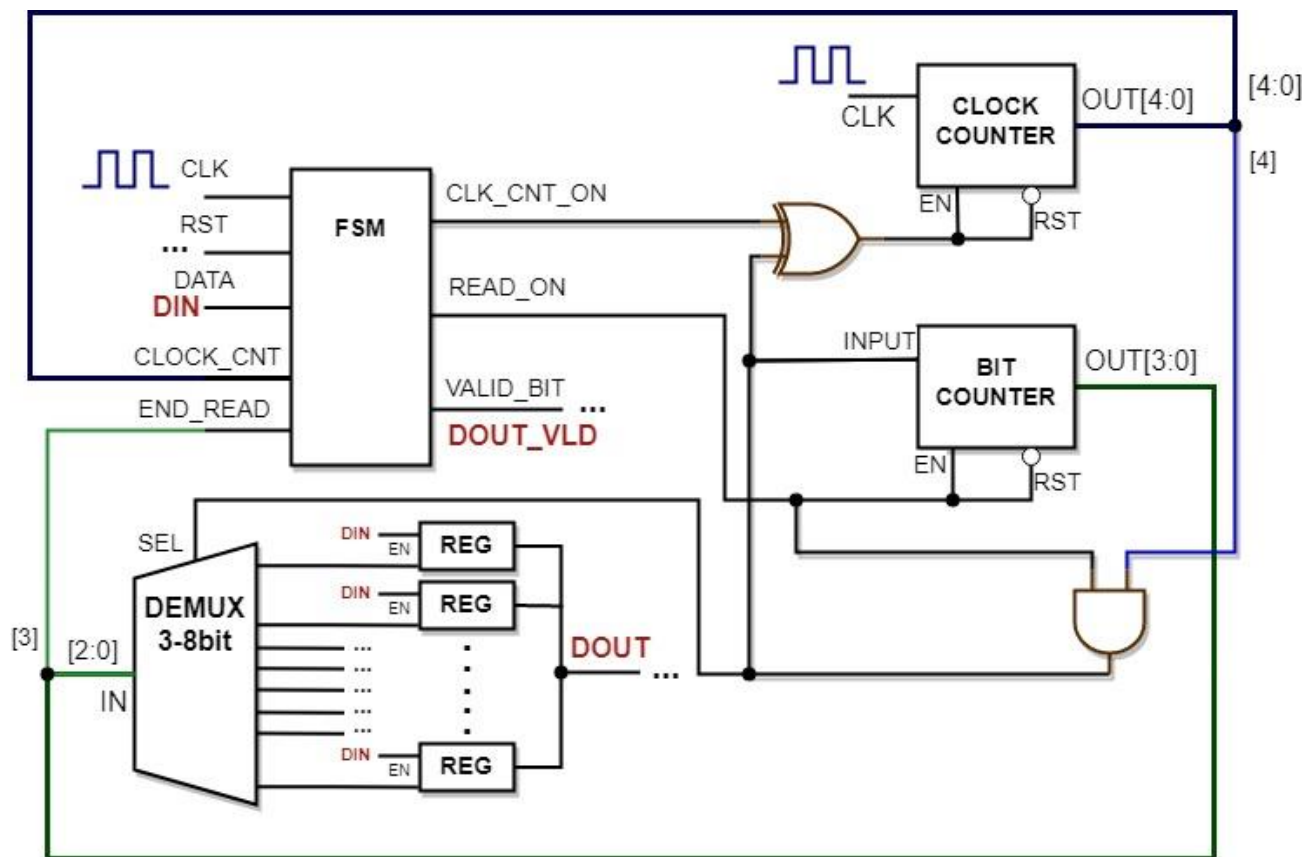 CLK
CLOCK
COUNTER
OUT[4:0]
[4:0]
[4]
EN
RST
CLK
RST
...
DATA
DIN
CLOCK_CNT
END_READ
FSM
CLK_CNT_ON
READ_ON
VALID_BIT
...
DOUT_VLD
INPUT
BIT
COUNTER
OUT[3:0]
EN
RST
SEL
DEMUX
3-8bit
[3]
[2:0]
IN
DIN
EN
REG
DIN
EN
REG
...
...
...
...
...
DOUT
...
DIN
EN
REG